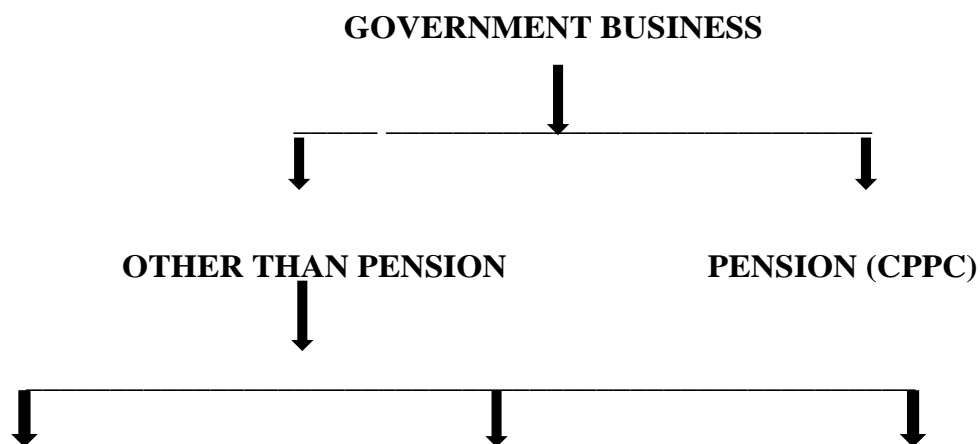 GOVERNMENT BUSINESS
OTHER THAN PENSION PENSION (CPPC)